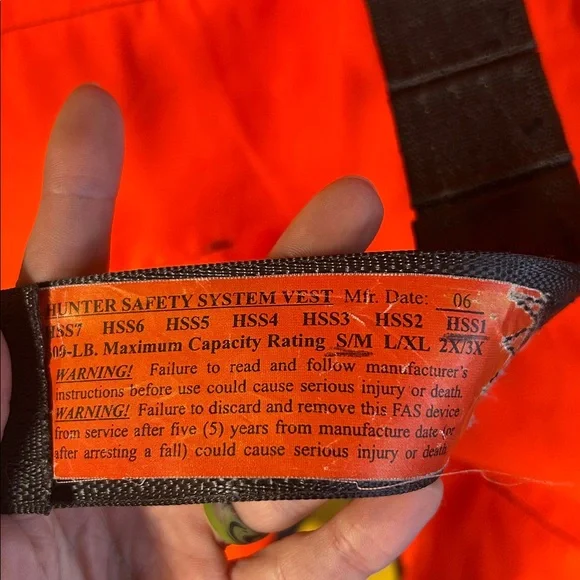 HUNTER SAFETY SYSTEM VEST Mfr. Date: 06
HSS7 HSS6 HSS5 HSS4 HSS3 HSS2 HSS1
00-LB. Maximum Capacity Rating S/M L/XL 2X/3X
WARNING! Failure to read and follow manufacturer's
instructions before use could cause serious injury or death.
WARNING! Failure to discard and remove this FAS device
from service after five (5) years from manufacture date (or
after arresting a fall) could cause serious injury or death